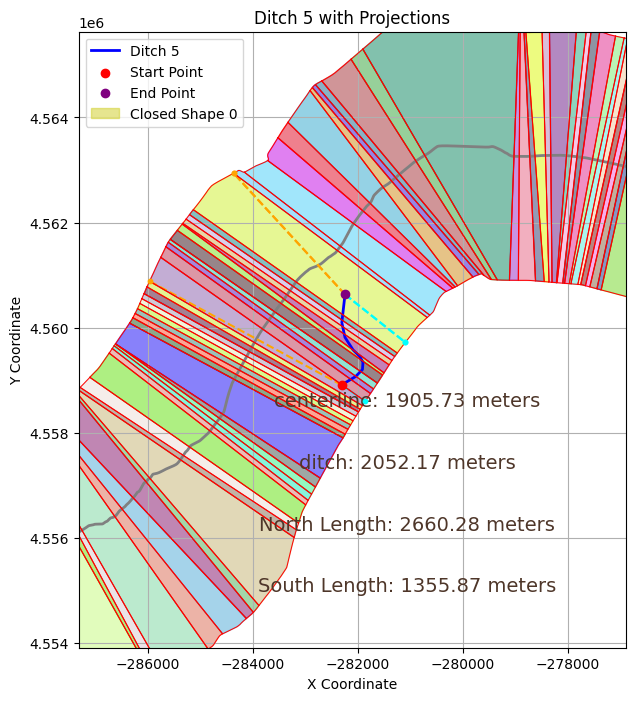 Ditch 5 with Projections
1e6
Ditch 5
Start Point
End Point
Closed Shape 0
4.564
4.562
4.560
4.558
4.556
4.554
Y Coordinate
centerline: 1905.73 meters
ditch: 2052.17 meters
North Length: 2660.28 meters
South Length: 1355.87 meters
−286000 −284000 −282000 −280000 −278000
X Coordinate